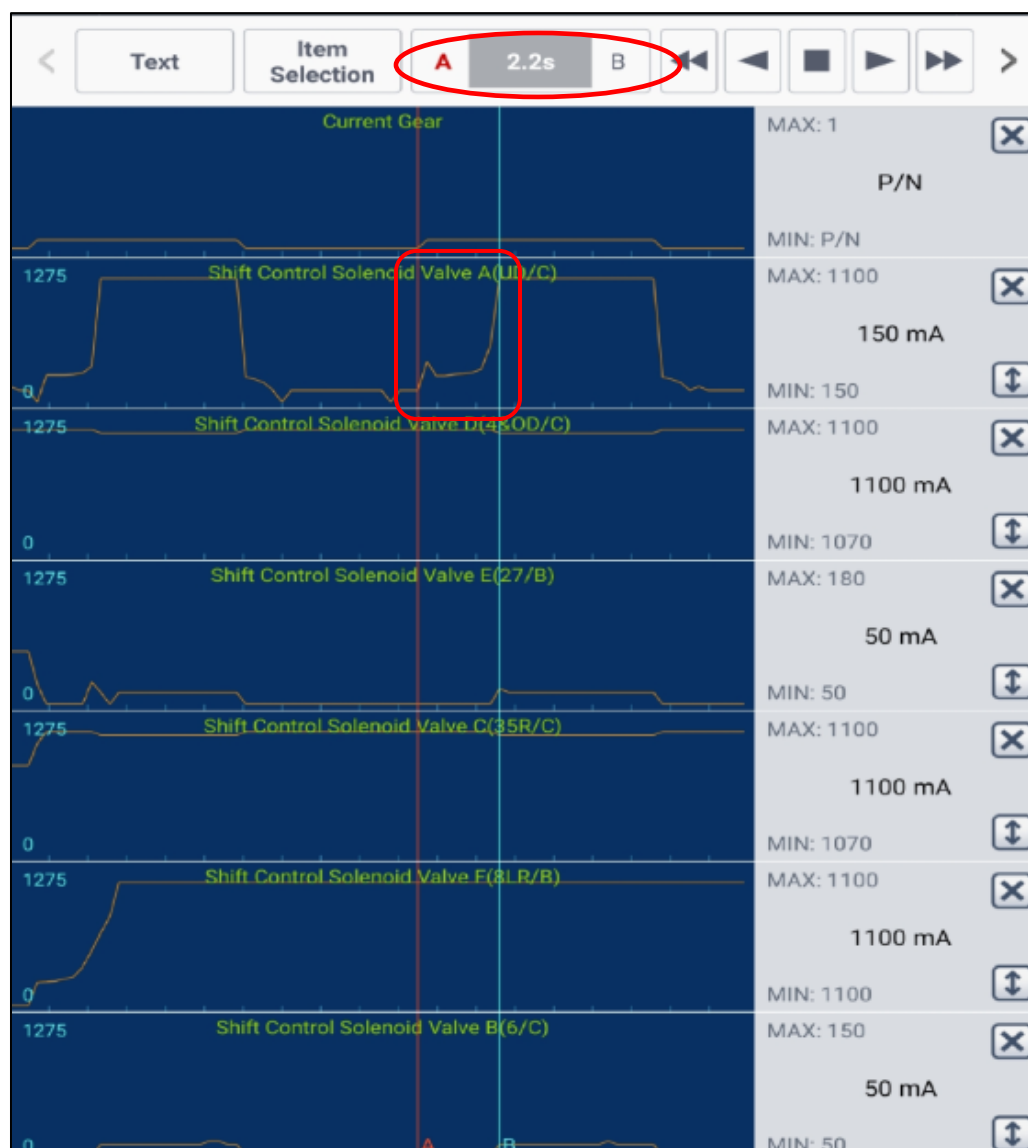 Text
Item
Selection
A 2.2s B
Current Gear
MAX: 1
P/N
MIN: P/N
1275
Shift Control Solenoid Valve A(UD/C)
MAX: 1100
150 mA
0
MIN: 150
1275
Shift Control Solenoid Valve D(4&OD/C)
MAX: 1100
1100 mA
0
MIN: 1070
1275
Shift Control Solenoid Valve E(27/B)
MAX: 180
50 mA
0
MIN: 50
1275
Shift Control Solenoid Valve C(35R/C)
MAX: 1100
1100 mA
0
MIN: 1070
1275
Shift Control Solenoid Valve F(8LR/B)
MAX: 1100
1100 mA
0
MIN: 1100
1275
Shift Control Solenoid Valve B(6/C)
MAX: 150
50 mA
0
A
B
MIN: 50